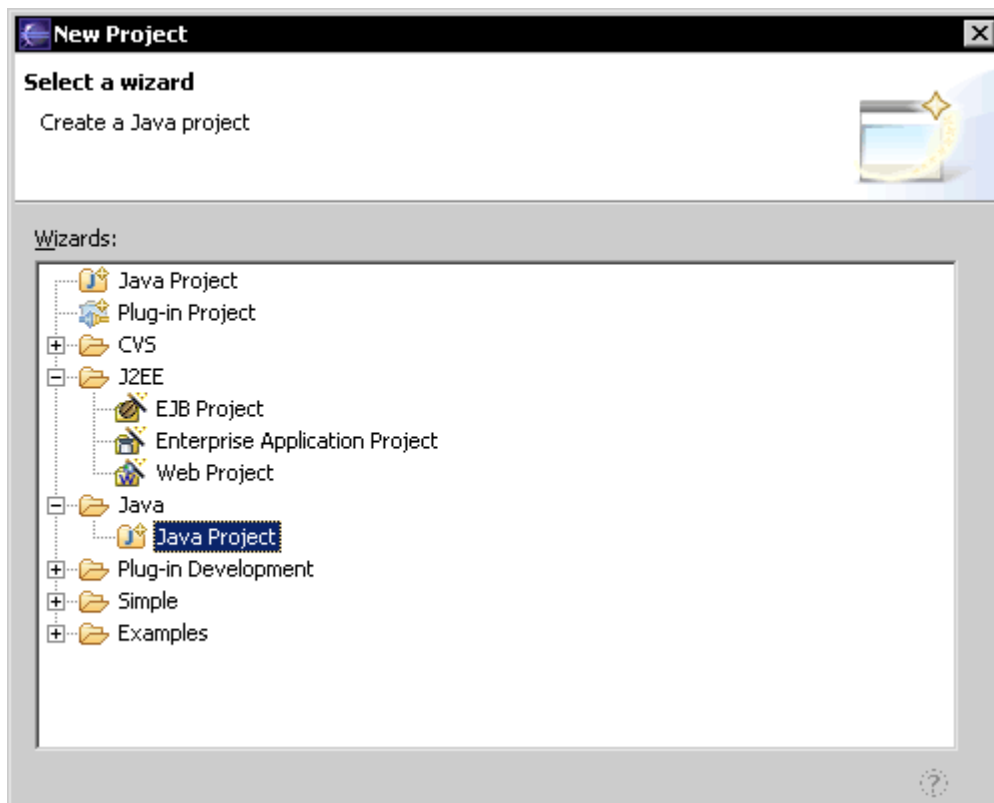 New Project
Select a wizard
Create a Java project
Wizards:
Java Project
Plug-in Project
CVS
J2EE
EJB Project
Enterprise Application Project
Web Project
Java
Java Project
Plug-in Development
Simple
Examples